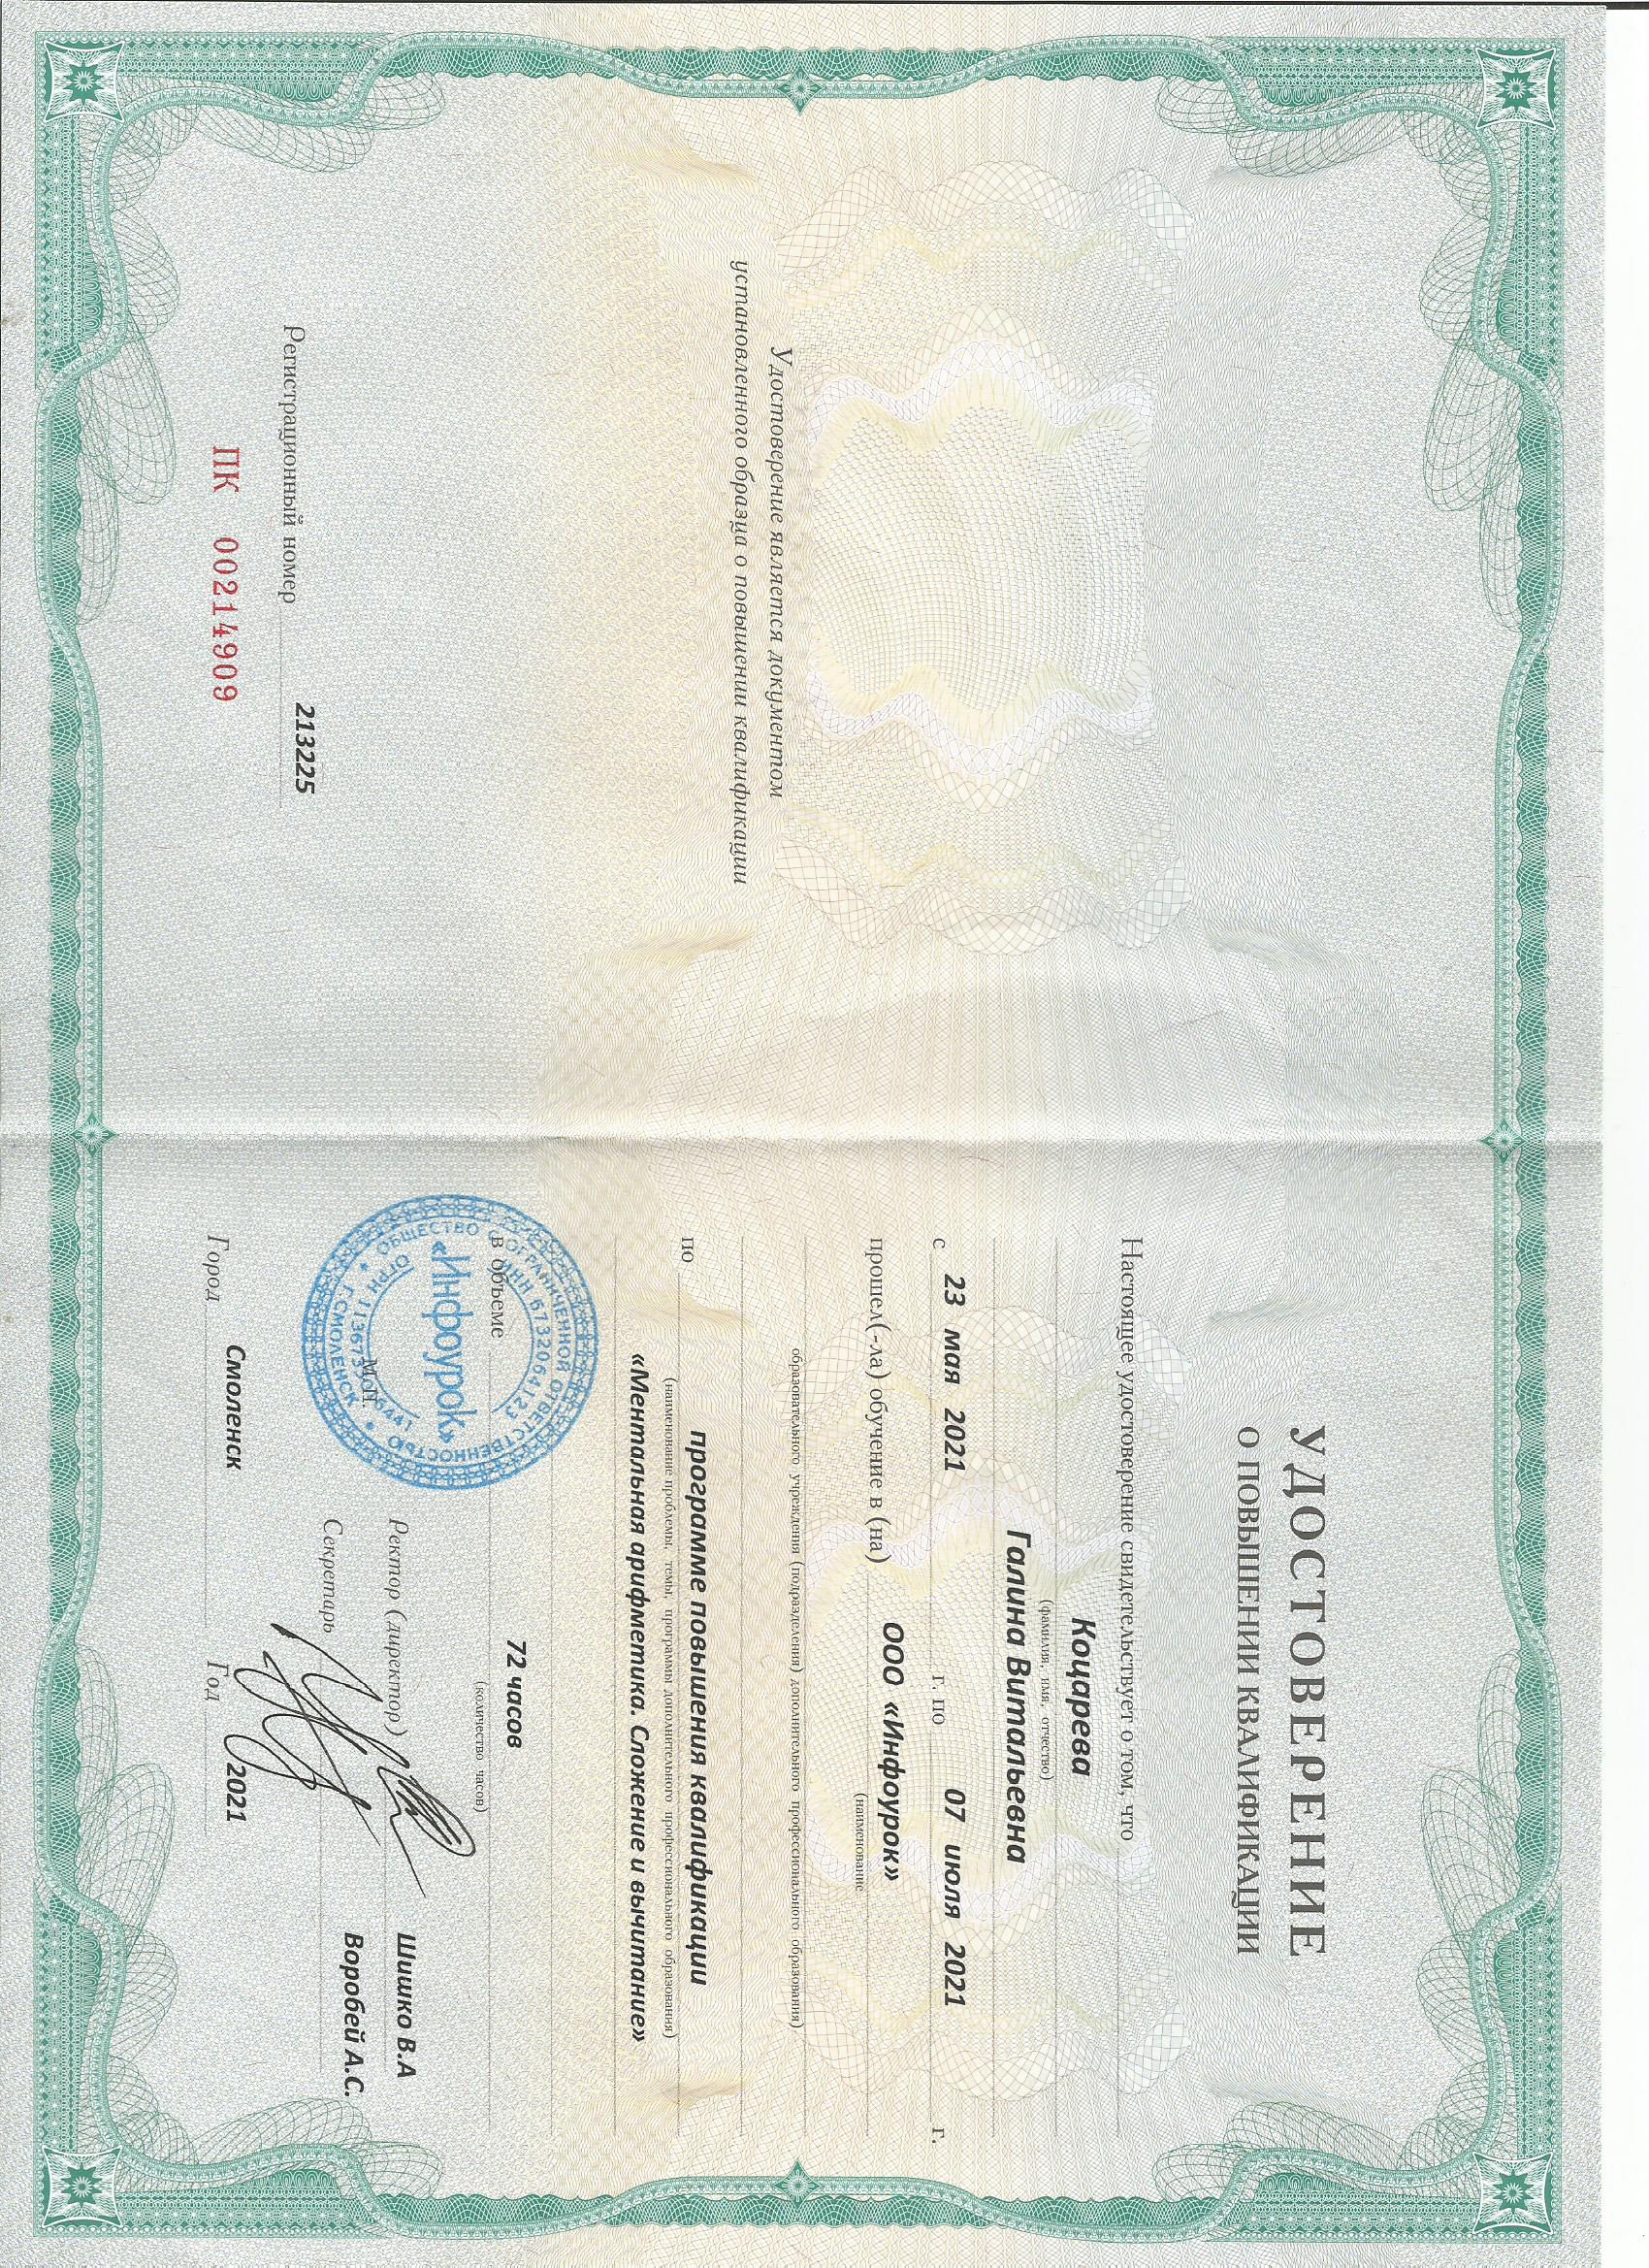 Удостоверение является документом
установленного образца о повышении квалификации
Регистрационный номер 213225
ПК 00214909
УДОСТОВЕРЕНИЕ
О ПОВЫШЕНИИ КВАЛИФИКАЦИИ
Настоящее удостоверение свидетельствует о том, что
Коцарева
(фамилия, имя, отчество)
Галина Витальевна
с 23 мая 2021 г. по 07 июля 2021 г.
прошел(-ла) обучение в (на) ООО «Инфоурок»
(наименование
образовательного учреждения (подразделения) дополнительного профессионального образования)
по программе повышения квалификации
(наименование проблемы, темы, программы дополнительного профессионального образования)
«Ментальная арифметика. Сложение и вычитание»
в объеме 72 часов
(количество часов)
ОБЩЕСТВО С ОГРАНИЧЕННОЙ ОТВЕТСТВЕННОСТЬЮ
ИНН 6732064123
«Инфоурок»
ОГРН
Г.СМОЛЕНСК
М.П.
Ректор (директор) Шишко В.А
Секретарь Воробей А.С.
Город Смоленск Год 2021